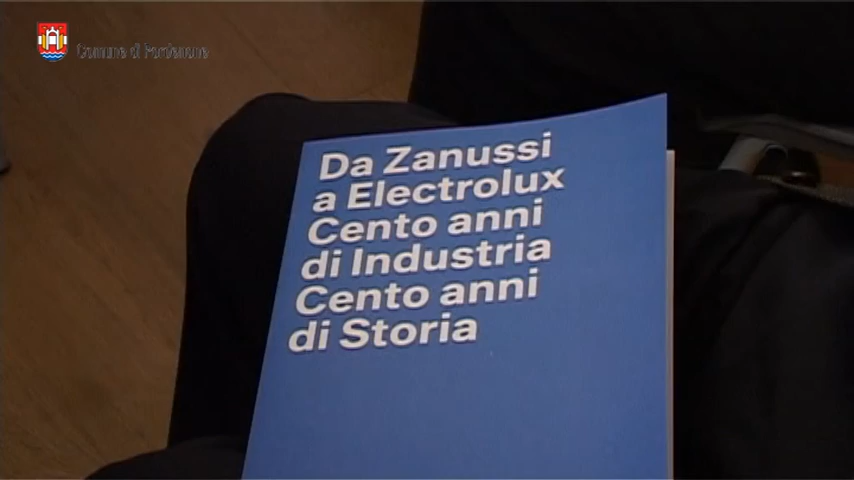 Comune di Pordenone
Da Zanussi
a Electrolux
Cento anni
di Industria
Cento anni
di Storia